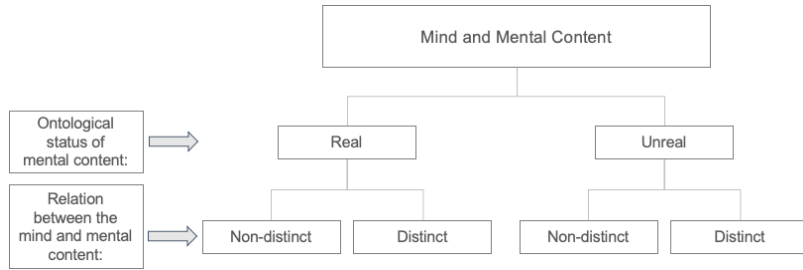 Mind and Mental Content
Ontological
status of
mental content:
Real
Unreal
Relation
between the
mind and mental
content:
Non-distinct
Distinct
Non-distinct
Distinct